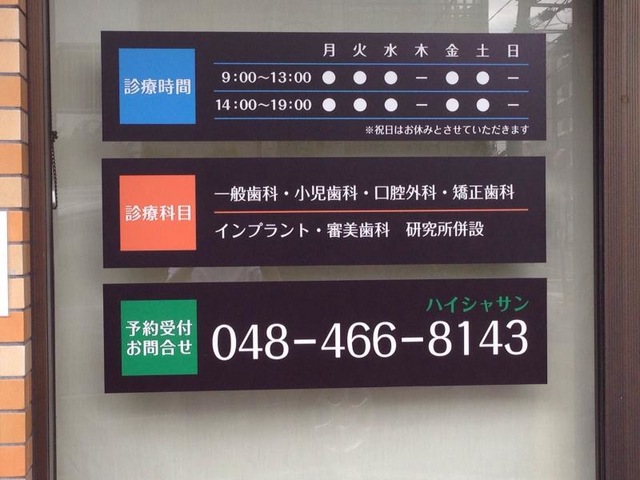 月 火 水 木 金 土 日
診療時間
9:00〜13:00 ● ● ● － ● ● －
14:00〜19:00 ● ● ● － ● ● －
※祝日はお休みとさせていただきます
診療科目
一般歯科・小児歯科・口腔外科・矯正歯科
インプラント・審美歯科 研究所併設
予約受付
お問合せ
ハイシャサン
048-466-8143